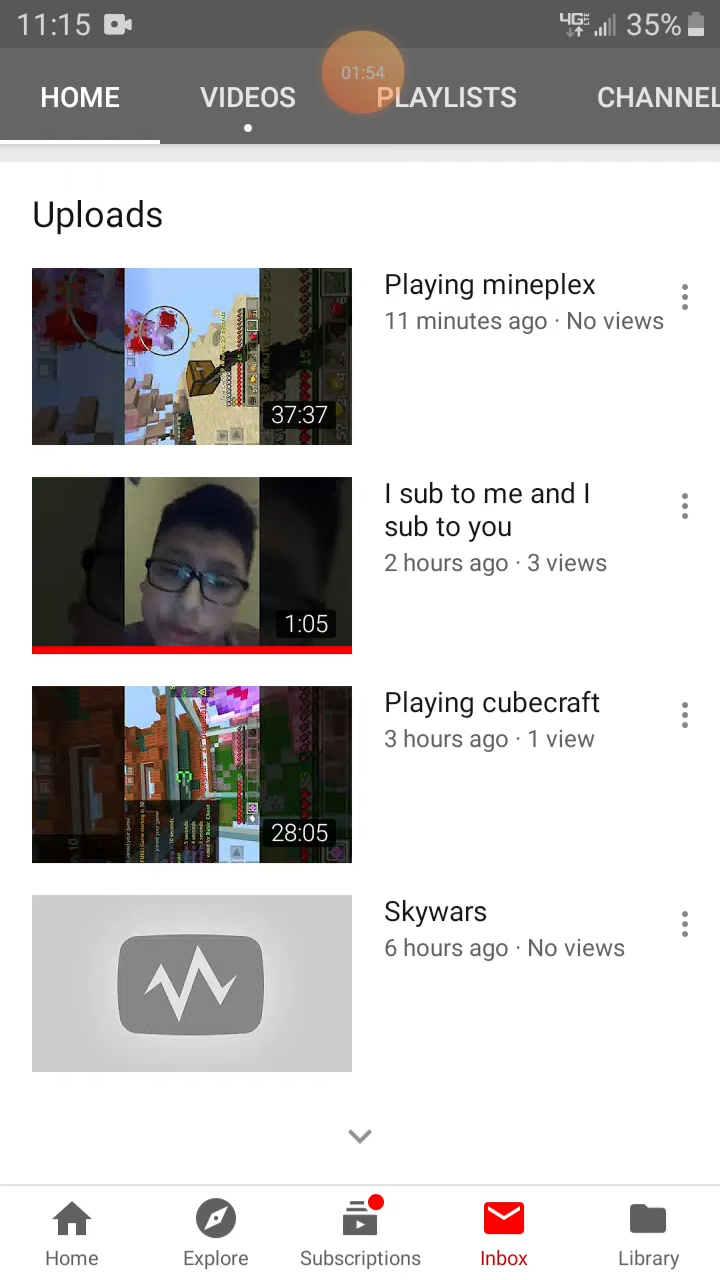 11:15
4G LTE
35%
01:54
HOME
VIDEOS
PLAYLISTS
CHANNEL
Uploads
Playing mineplex
11 minutes ago · No views
37:37
I sub to me and I
sub to you
2 hours ago · 3 views
1:05
Playing cubecraft
3 hours ago · 1 view
28:05
Skywars
6 hours ago · No views
Home
Explore
Subscriptions
Inbox
Library